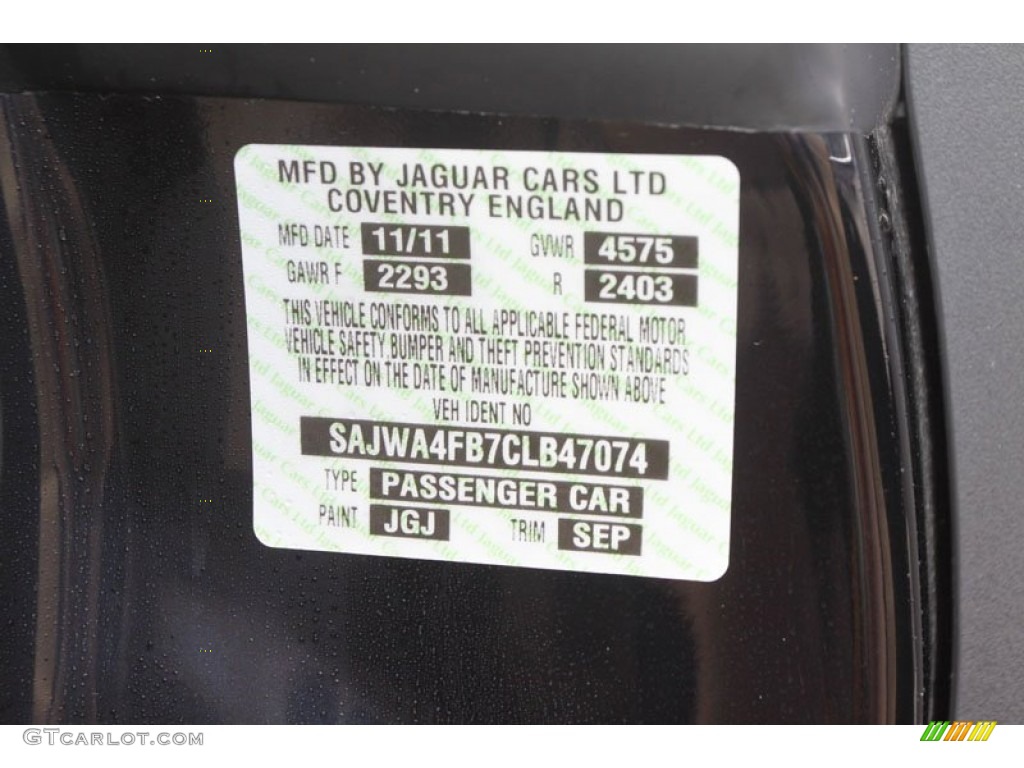 MFD BY JAGUAR CARS LTD
COVENTRY ENGLAND
MFD DATE 11/11 GVWR 4575
GAWR F 2293 R 2403
THIS VEHICLE CONFORMS TO ALL APPLICABLE FEDERAL MOTOR
VEHICLE SAFETY, BUMPER AND THEFT PREVENTION STANDARDS
IN EFFECT ON THE DATE OF MANUFACTURE SHOWN ABOVE
VEH IDENT NO
SAJWA4FB7CLB47074
TYPE PASSENGER CAR
PAINT JGJ TRIM SEP
GTCarLot.com